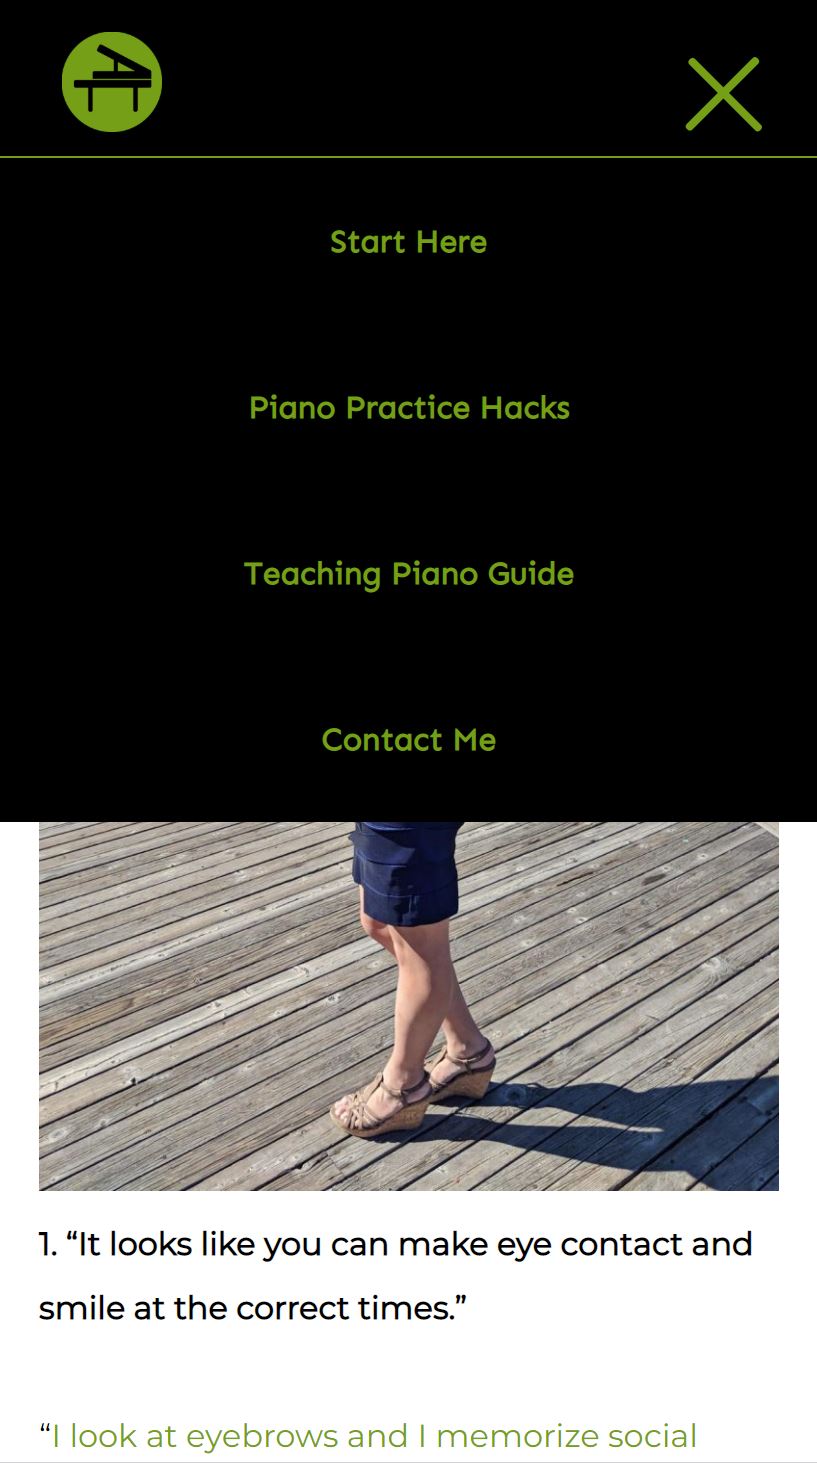 Start Here
Piano Practice Hacks
Teaching Piano Guide
Contact Me
1. “It looks like you can make eye contact and
smile at the correct times.”
“I look at eyebrows and I memorize social